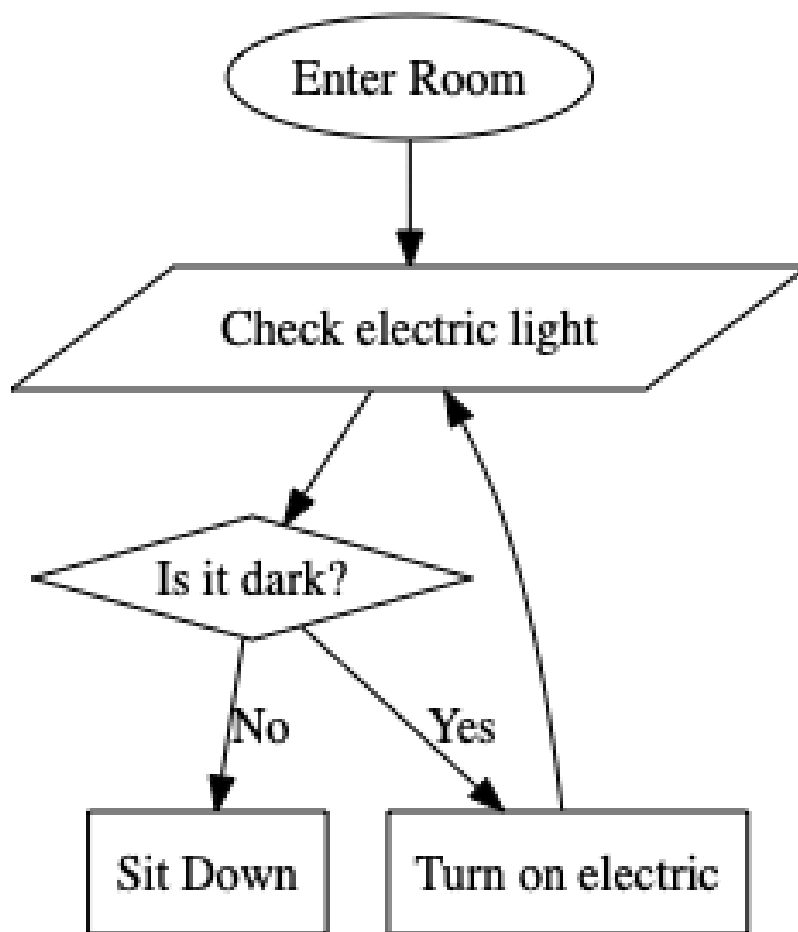 Enter Room
Check electric light
Is it dark?
No
Yes
Sit Down
Turn on electric